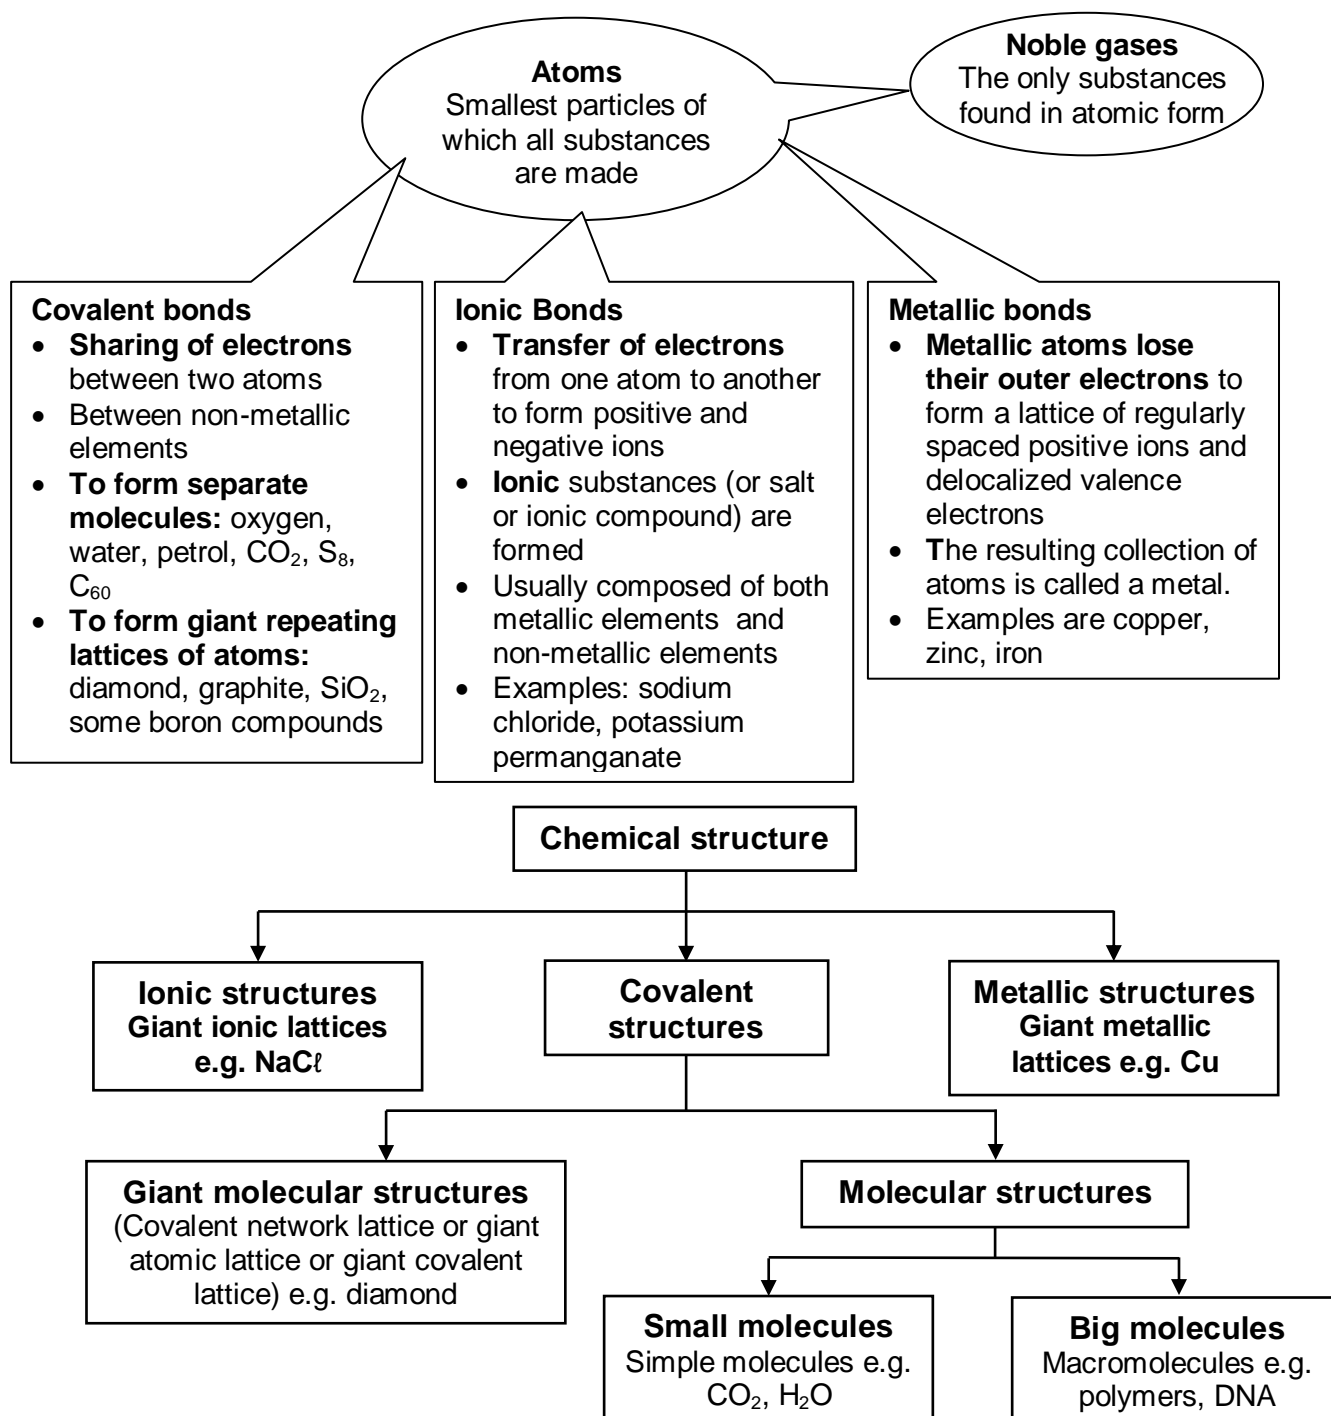 Atoms
Smallest particles of
which all substances
are made
Noble gases
The only substances
found in atomic form
Covalent bonds
• Sharing of electrons
between two atoms
• Between non-metallic
elements
• To form separate
molecules: oxygen,
water, petrol, CO₂, S₈,
C₆₀
• To form giant repeating
lattices of atoms:
diamond, graphite, SiO₂,
some boron compounds
Ionic Bonds
• Transfer of electrons
from one atom to another
to form positive and
negative ions
• Ionic substances (or salt
or ionic compound) are
formed
• Usually composed of both
metallic elements and
non-metallic elements
• Examples: sodium
chloride, potassium
permanganate
Metallic bonds
• Metallic atoms lose
their outer electrons to
form a lattice of regularly
spaced positive ions and
delocalized valence
electrons
• The resulting collection of
atoms is called a metal.
• Examples are copper,
zinc, iron
Chemical structure
Ionic structures
Giant ionic lattices
e.g. NaCℓ
Covalent
structures
Metallic structures
Giant metallic
lattices e.g. Cu
Giant molecular structures
(Covalent network lattice or giant
atomic lattice or giant covalent
lattice) e.g. diamond
Molecular structures
Small molecules
Simple molecules e.g.
CO₂, H₂O
Big molecules
Macromolecules e.g.
polymers, DNA